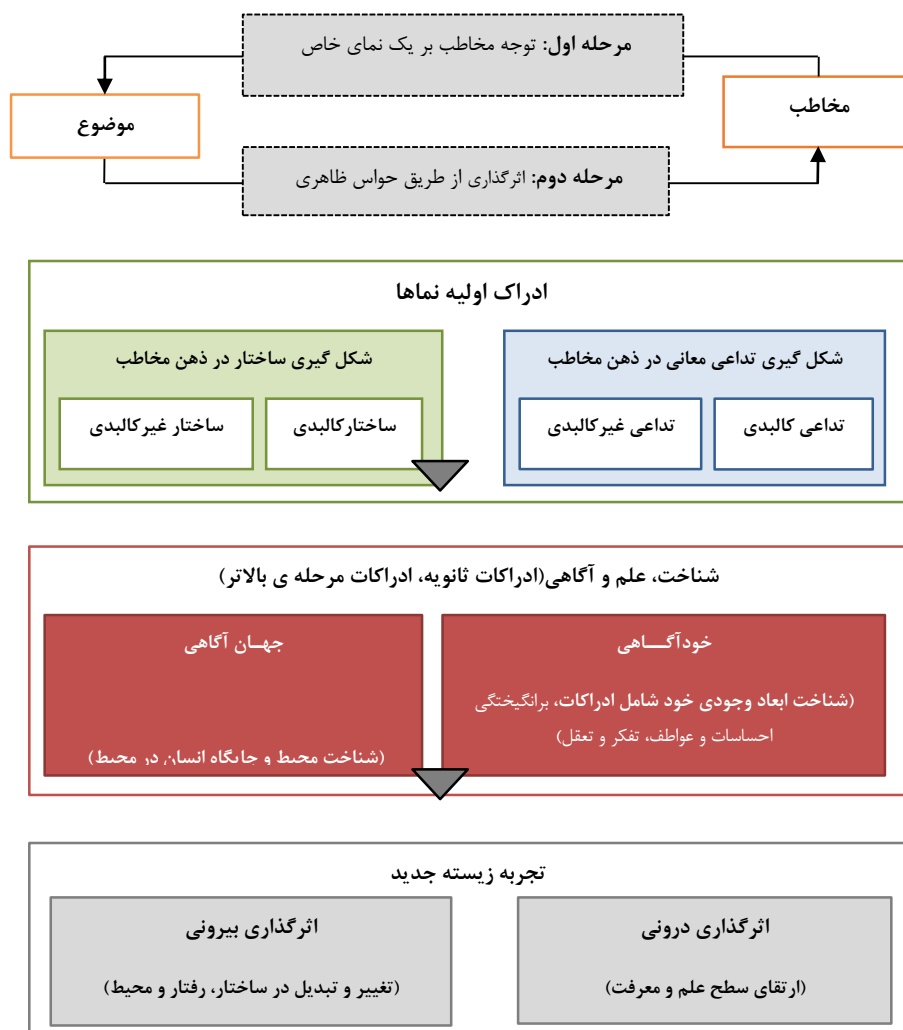 مرحله اول: توجه مخاطب بر یک نمای خاص
مخاطب
موضوع
مرحله دوم: اثرگذاری از طریق حواس ظاهری
ادراک اولیه نماها
شکل گیری تداعی معانی در ذهن مخاطب
تداعی کالبدی
تداعی غیرکالبدی
شکل گیری ساختار در ذهن مخاطب
ساختارکالبدی
ساختار غیرکالبدی
شناخت، علم و آگاهی(ادراکات ثانویه، ادراکات مرحله ی بالاتر)
خودآگـــاهی
(شناخت ابعاد وجودی خود شامل ادراکات، برانگیختگی
احساسات و عواطف، تفکر و تعقل)
جهـان آگاهی
(شناخت محیط و جایگاه انسان در محیط)
تجربه زیسته جدید
اثرگذاری درونی
(ارتقای سطح علم و معرفت)
اثرگذاری بیرونی
(تغییر و تبدیل در ساختار، رفتار و محیط)